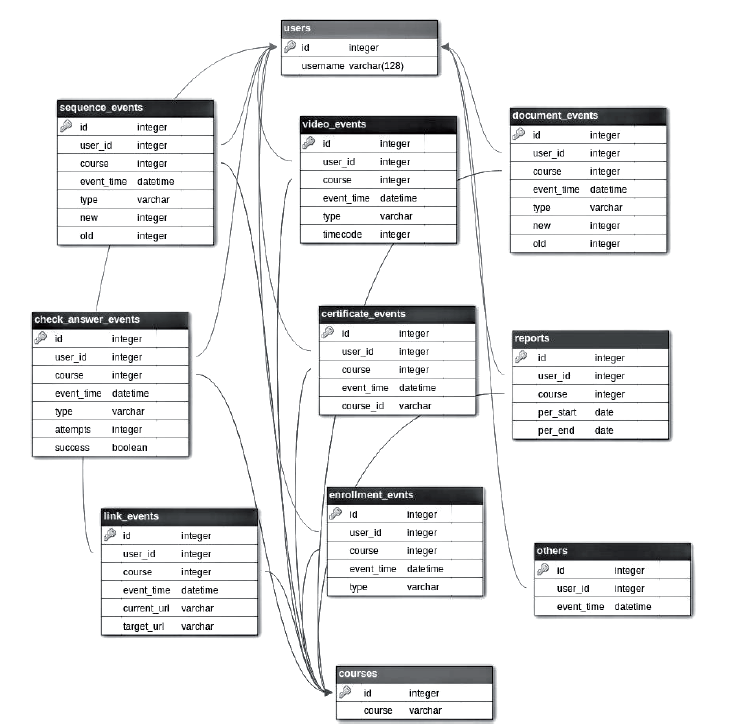 users
id integer
username varchar(128)
sequence_events
id integer
user_id integer
course integer
event_time datetime
type varchar
new integer
old integer
video_events
id integer
user_id integer
course integer
event_time datetime
type varchar
timecode integer
document_events
id integer
user_id integer
course integer
event_time datetime
type varchar
new integer
old integer
check_answer_events
id integer
user_id integer
course integer
event_time datetime
type varchar
attempts integer
success boolean
certificate_events
id integer
user_id integer
course integer
event_time datetime
course_id varchar
reports
id integer
user_id integer
course integer
per_start date
per_end date
link_events
id integer
user_id integer
course integer
event_time datetime
current_url varchar
target_url varchar
enrollment_evnts
id integer
user_id integer
course integer
event_time datetime
type varchar
others
id integer
user_id integer
event_time datetime
courses
id integer
course varchar